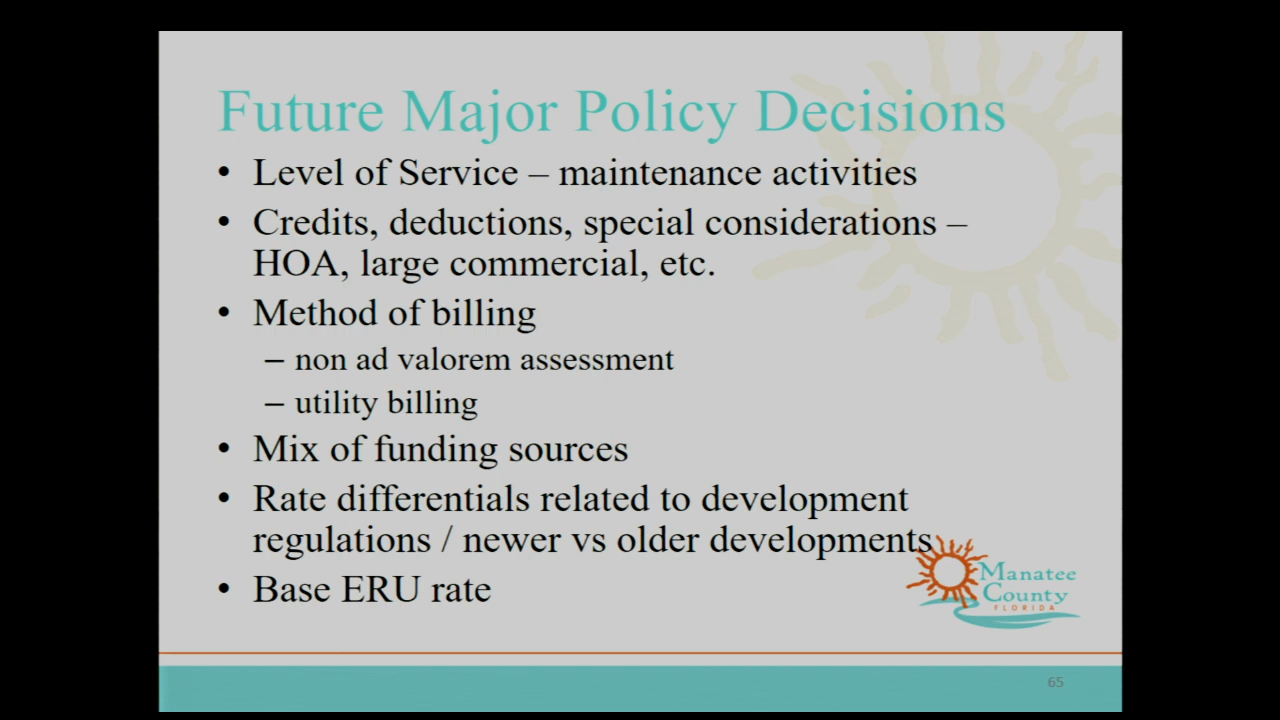 Future Major Policy Decisions
• Level of Service – maintenance activities
• Credits, deductions, special considerations –
HOA, large commercial, etc.
• Method of billing
– non ad valorem assessment
– utility billing
• Mix of funding sources
• Rate differentials related to development
regulations / newer vs older developments
• Base ERU rate
Manatee
County
FLORIDA
65